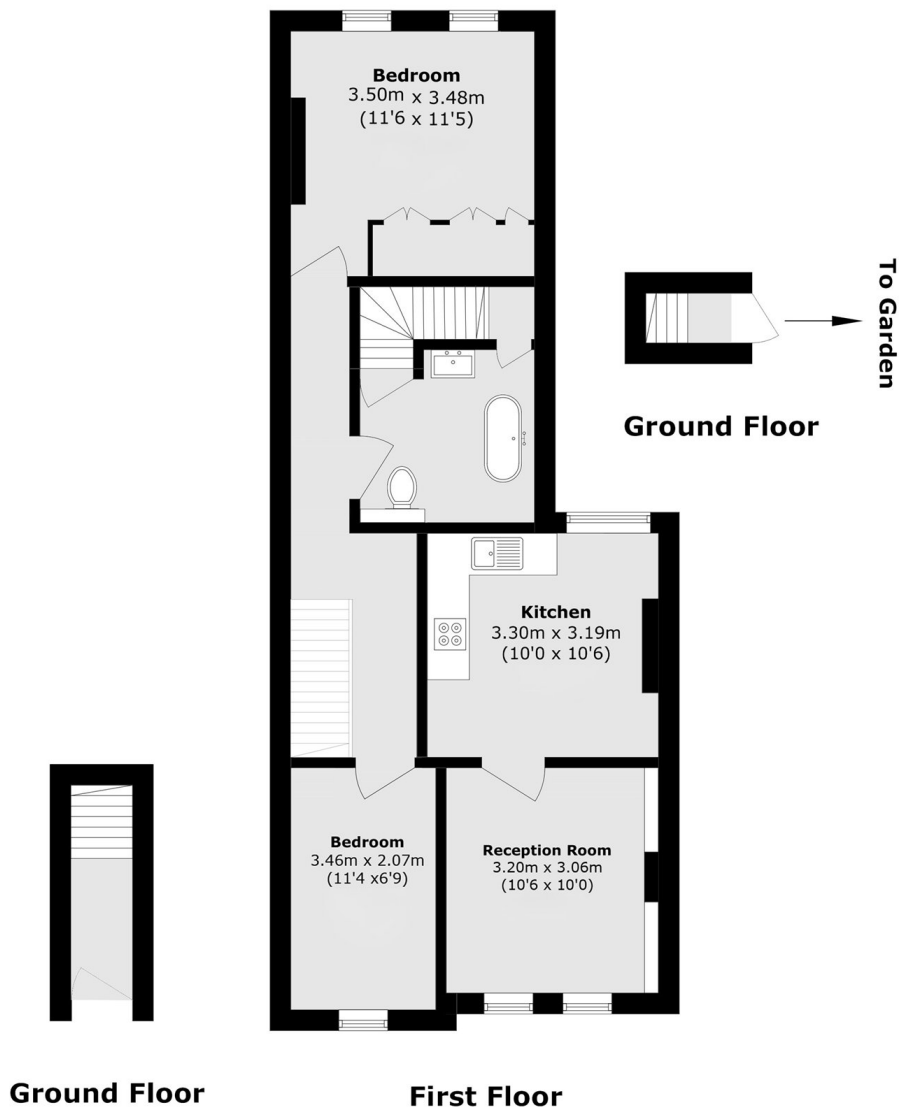 Bedroom
3.50m x 3.48m
(11'6 x 11'5)
To Garden
Ground Floor
Kitchen
3.30m x 3.19m
(10'0 x 10'6)
Bedroom
3.46m x 2.07m
(11'4 x6'9)
Reception Room
3.20m x 3.06m
(10'6 x 10'0)
Ground Floor
First Floor